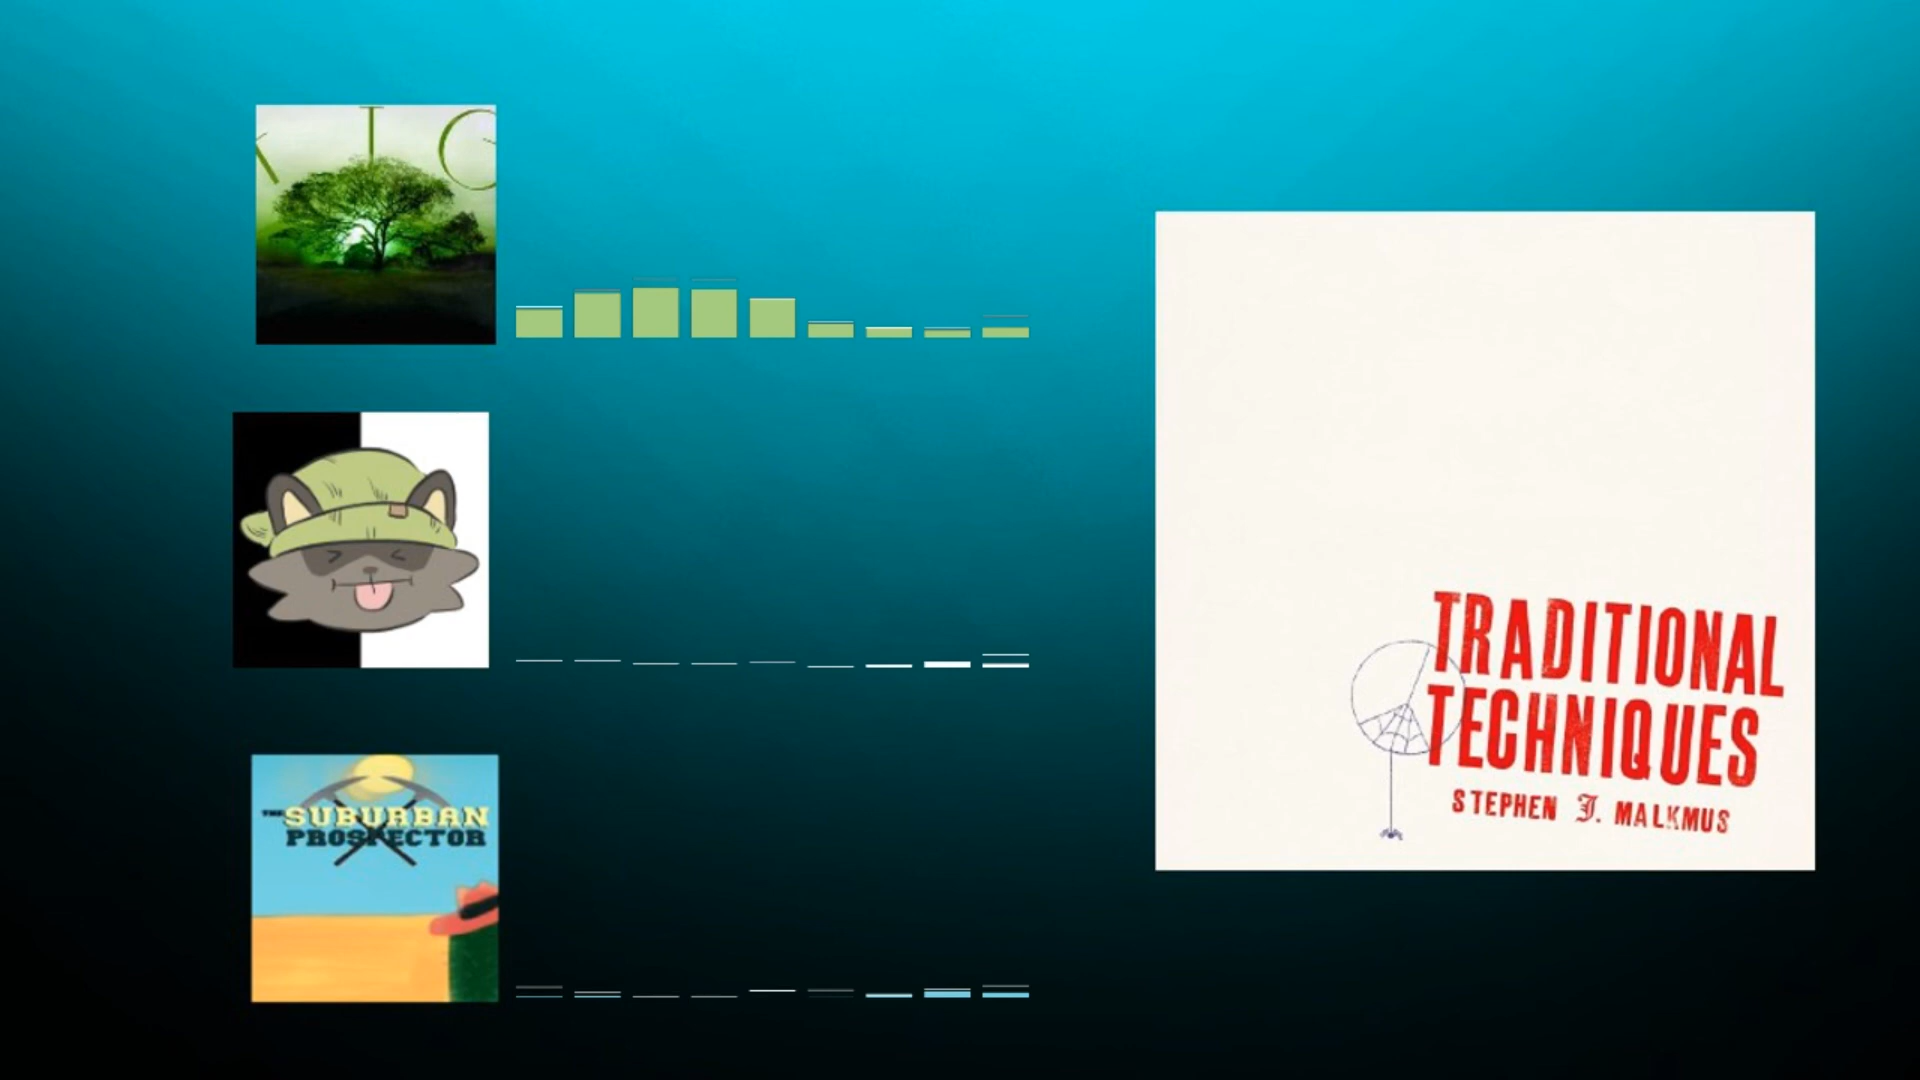 K I G
THE SUBURBAN
PROSPECTOR
TRADITIONAL
TECHNIQUES
STEPHEN J. MALKMUS